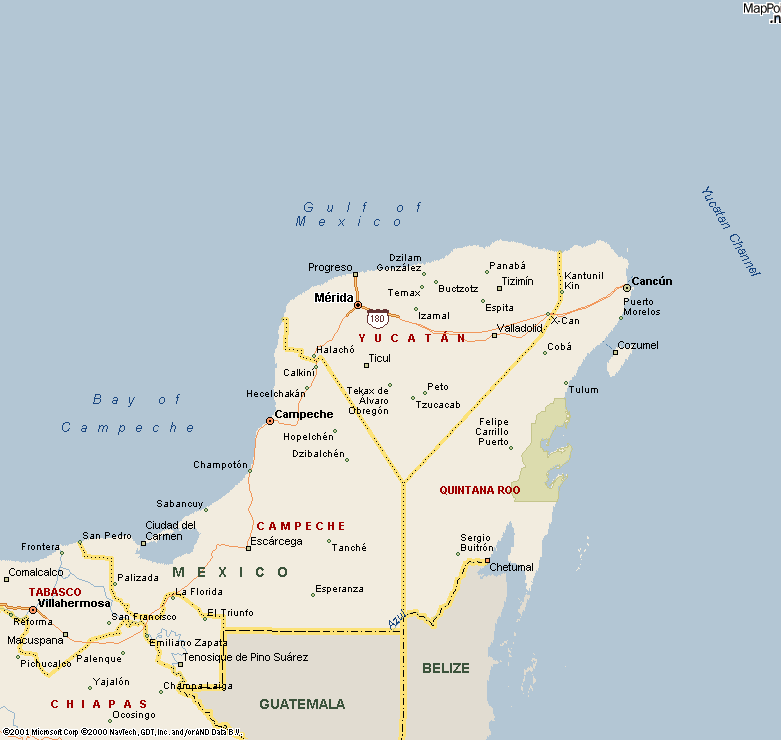 MapPoi
.n
Gulf of
Mexico
Yucatan Channel
Dzilam
González
Progreso
Panabá
Kantunil
Kin
Cancún
Mérida
Temax
Buctzotz
Tizimín
Espita
Puerto
Morelos
180
Izamal
X-Can
Valladolid
YUCATÁN
Halachó
Ticul
Cobá
Cozumel
Calkiní
Hecelchakán
Tekax de
Alvaro
Obregón
Peto
Tzucacab
Tulum
Bay of
Campeche
Campeche
Hopelchén
Dzibalchén
Felipe
Carrillo
Puerto
Champotón
QUINTANA ROO
Sabancuy
Ciudad del
Carmen
CAMPECHE
San Pedro
Frontera
Escárcega
Tanché
Sergio
Buitrón
Chetumal
Comalcalco
Palizada
MEXICO
TABASCO
Villahermosa
La Florida
Esperanza
Reforma
San Francisco
El Triunfo
Azul
Macuspana
Emiliano Zapata
Pichucalco
Palenque
Tenosique de Pino Suárez
BELIZE
Yajalón
Champa Laiga
CHIAPAS
GUATEMALA
Ocosingo
©2001 Microsoft Corp ©2000 NavTech, GDT, Inc. and/or AND Data B.V.